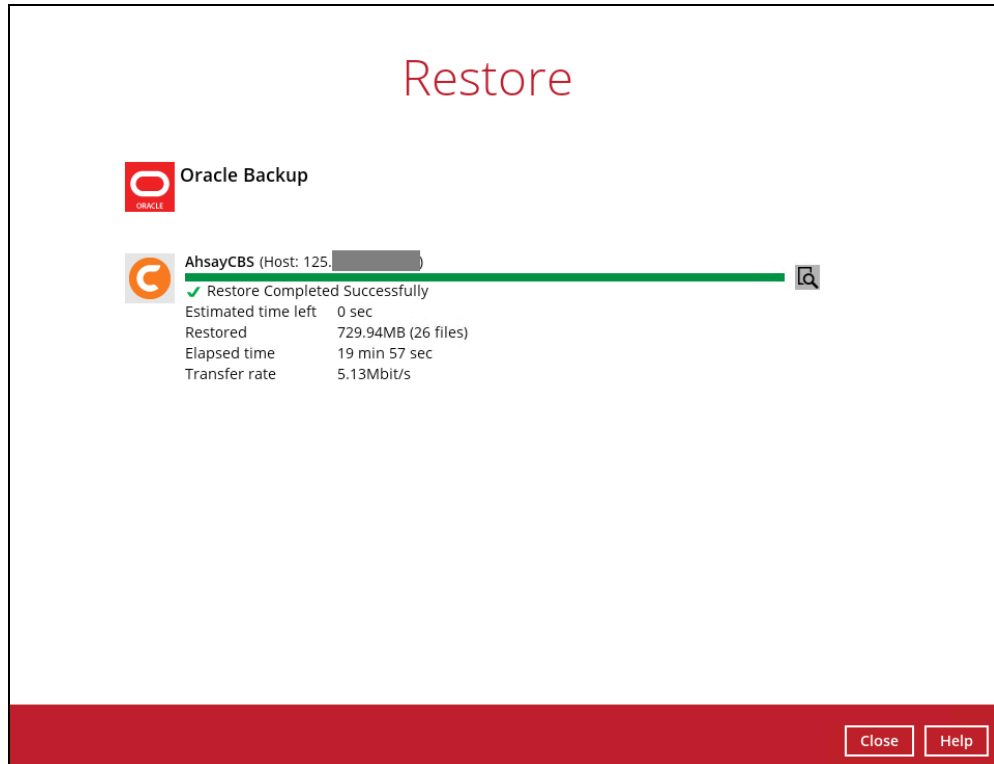 Restore
Oracle Backup
ORACLE
AhsayCBS (Host: 125. )
Restore Completed Successfully
Estimated time left 0 sec
Restored 729.94MB (26 files)
Elapsed time 19 min 57 sec
Transfer rate 5.13Mbit/s
Close Help